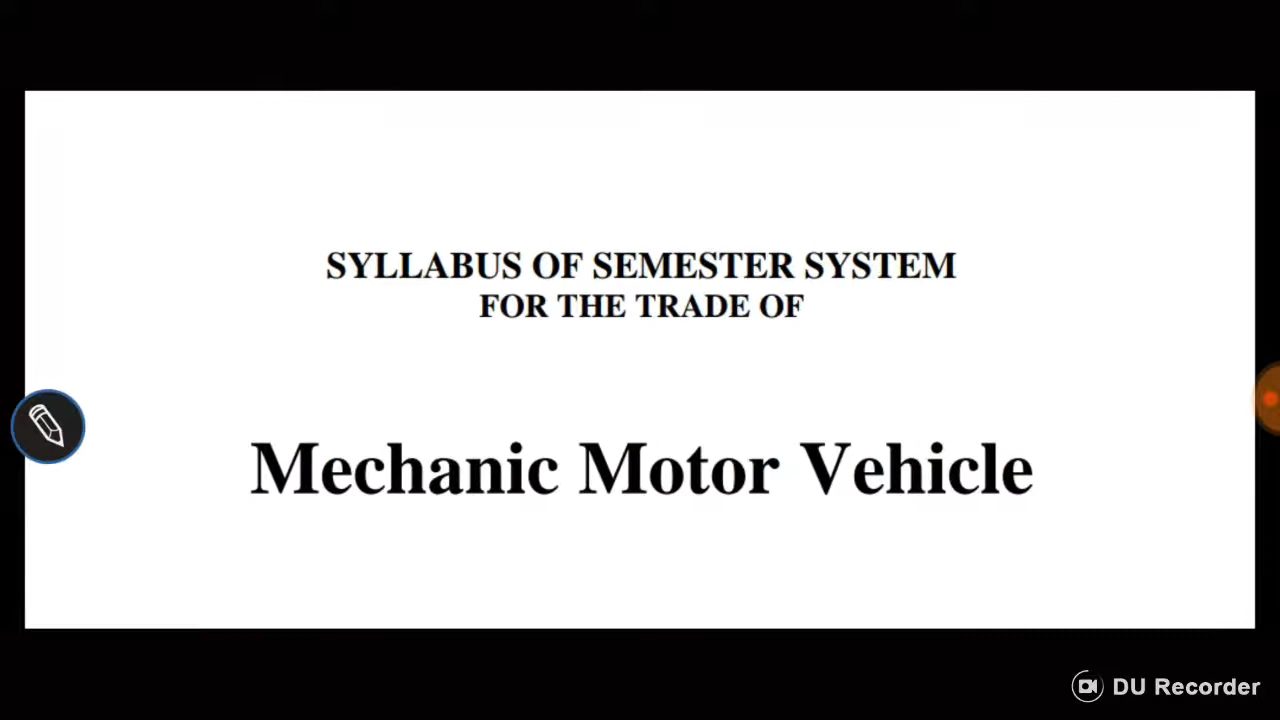 SYLLABUS OF SEMESTER SYSTEM
FOR THE TRADE OF
Mechanic Motor Vehicle
DU Recorder